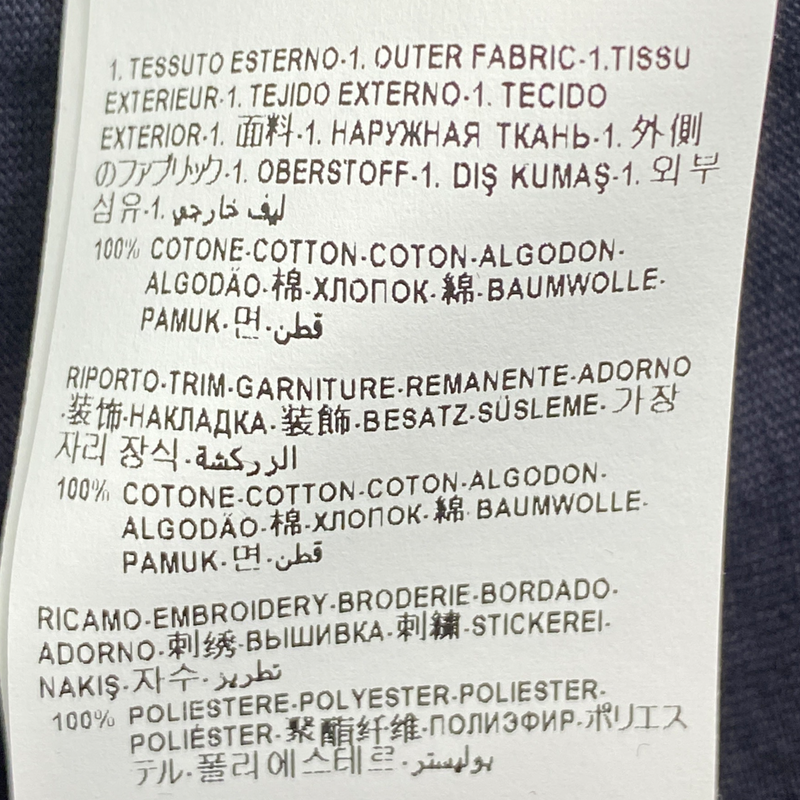 1. TESSUTO ESTERNO-1. OUTER FABRIC-1.TISSU
EXTERIEUR-1. TEJIDO EXTERNO-1. TECIDO
EXTERIOR-1. 面料-1. НАРУЖНАЯ ТКАНЬ-1. 外側
のファブリック-1. OBERSTOFF-1. DIŞ KUMAŞ-1. 외부
섬유-1. ليف خارجي
100% COTONE-COTTON-COTON-ALGODON-
ALGODÃO-棉-ХЛОПОК-綿-BAUMWOLLE-
PAMUK-면-قطن
RIPORTO-TRIM-GARNITURE-REMANENTE-ADORNO
-装饰-НАКЛАДКА-装飾-BESATZ-SÜSLEME-가장
자리 장식-الزركشة
100% COTONE-COTTON-COTON-ALGODON-
ALGODÃO-棉-ХЛОПОК-綿-BAUMWOLLE-
PAMUK-면-قطن
RICAMO-EMBROIDERY-BRODERIE-BORDADO-
ADORNO-刺绣-ВЫШИВКА-刺繍-STICKEREI-
NAKIŞ-자수-تطريز
100% POLIESTERE-POLYESTER-POLIESTER-
POLIÉSTER-聚酯纤维-ПОЛИЭФИР-ポリエス
テル-폴리에스테르-بوليستر